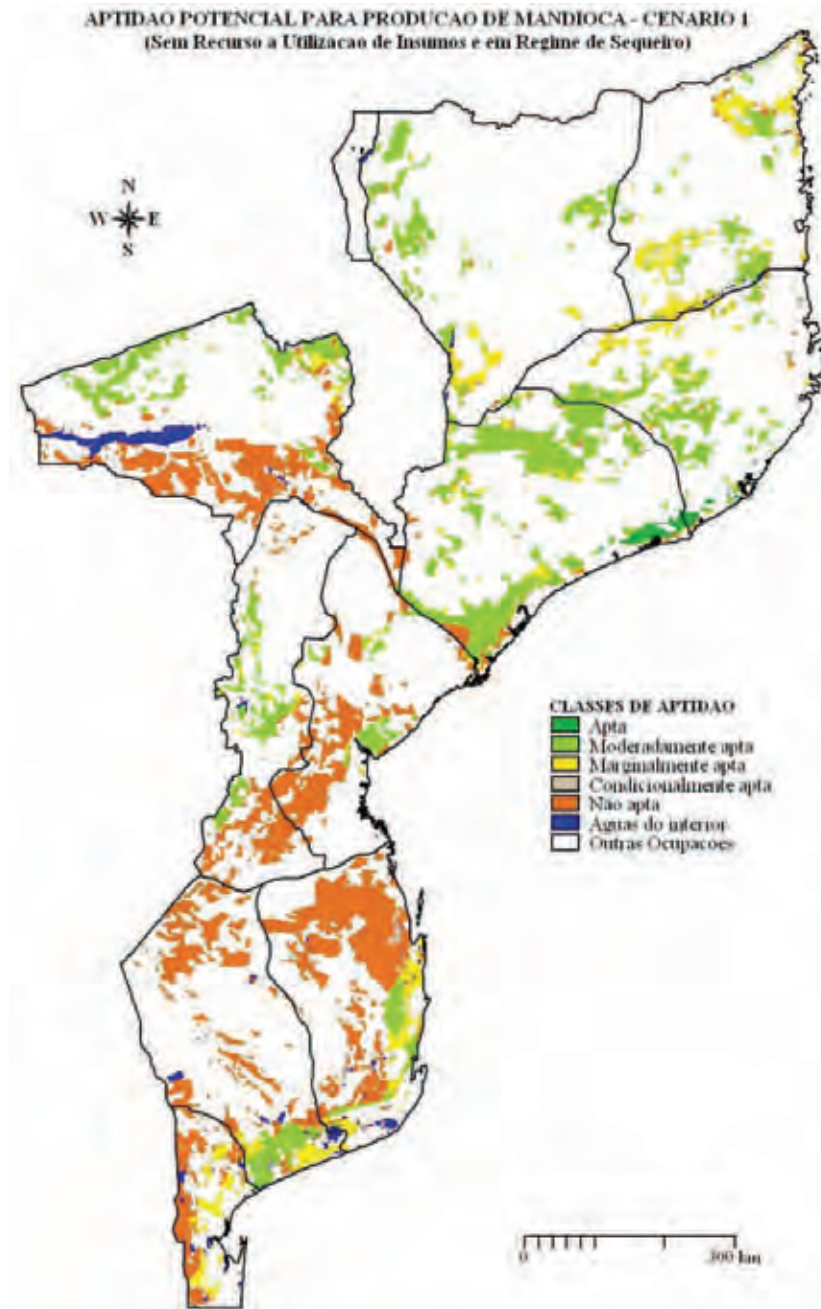 APTIDAO POTENCIAL PARA PRODUCAO DE MANDIOCA - CENARIO 1
(Sem Recurso a Utilizacao de Insumos e em Regime de Sequeiro)
N
W E
S
CLASSES DE APTIDAO
Apta
Moderadamente apta
Marginalmente apta
Condicionalmente apta
Não apta
Aguas do interior
Outras Ocupacoes
0 300 km